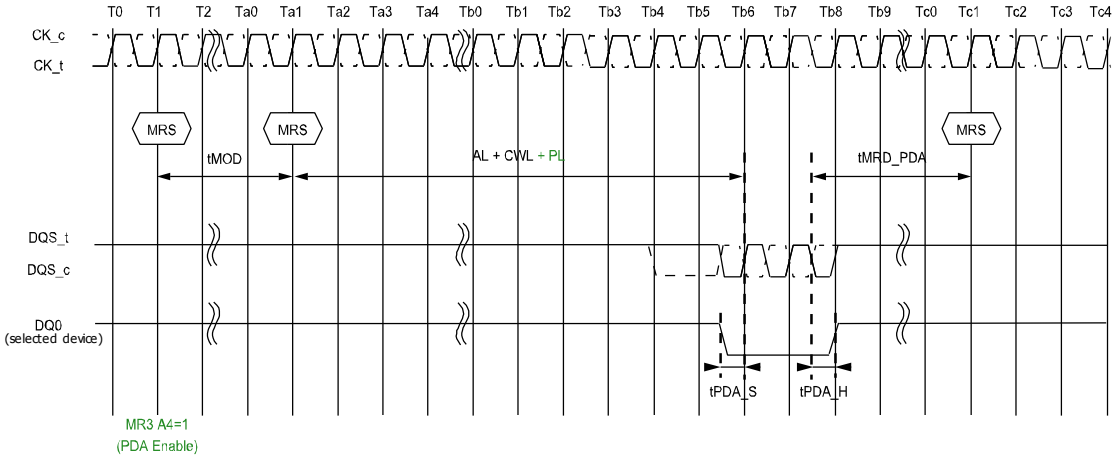 T0 T1 T2 Ta0 Ta1 Ta2 Ta3 Ta4 Tb0 Tb1 Tb2 Tb3 Tb4 Tb5 Tb6 Tb7 Tb8 Tb9 Tc0 Tc1 Tc2 Tc3 Tc4
CK_c
CK_t
MRS MRS MRS
tMOD AL + CWL + PL tMRD_PDA
DQS_t
DQS_c
DQ0
(selected device)
tPDA_S tPDA_H
MR3 A4=1
(PDA Enable)